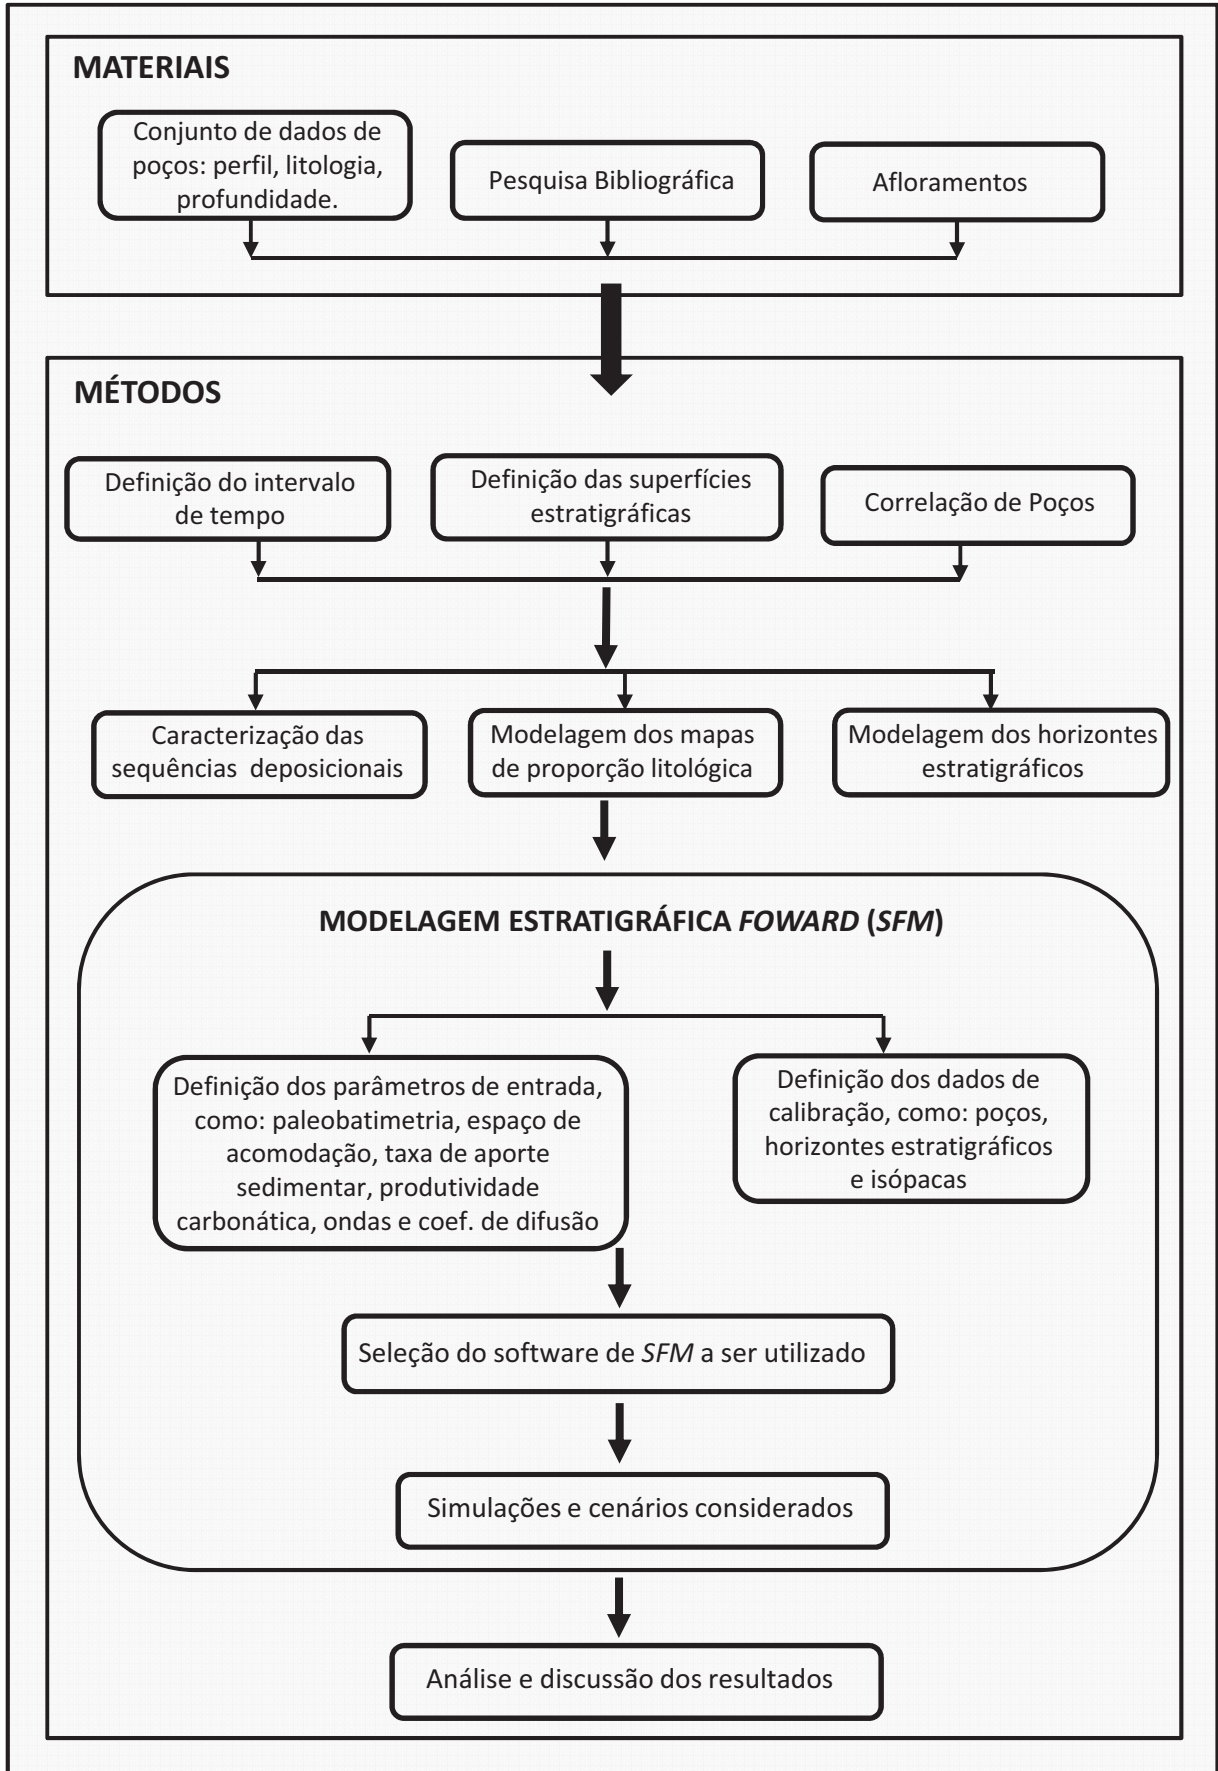 MATERIAIS
Conjunto de dados de
poços: perfil, litologia,
profundidade.
Pesquisa Bibliográfica
Afloramentos
MÉTODOS
Definição do intervalo
de tempo
Definição das superfícies
estratigráficas
Correlação de Poços
Caracterização das
sequências deposicionais
Modelagem dos mapas
de proporção litológica
Modelagem dos horizontes
estratigráficos
MODELAGEM ESTRATIGRÁFICA FOWARD (SFM)
Definição dos parâmetros de entrada,
como: paleobatimetria, espaço de
acomodação, taxa de aporte
sedimentar, produtividade
carbonática, ondas e coef. de difusão
Definição dos dados de
calibração, como: poços,
horizontes estratigráficos
e isópacas
Seleção do software de SFM a ser utilizado
Simulações e cenários considerados
Análise e discussão dos resultados